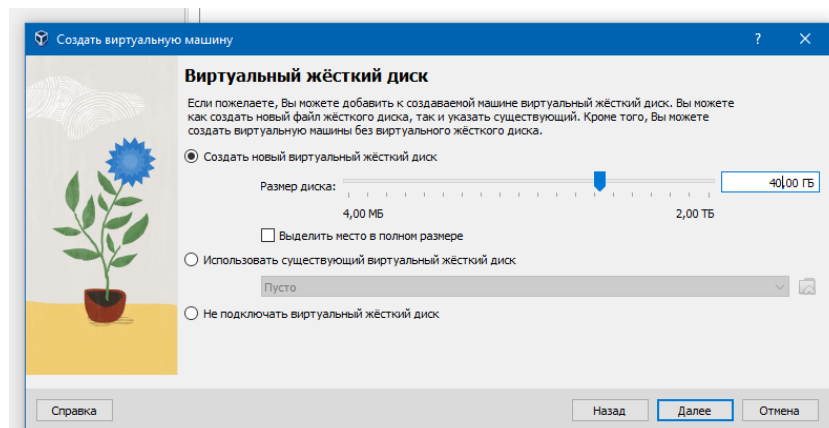 Создать виртуальную машину
?
Виртуальный жёсткий диск
Если пожелаете, Вы можете добавить к создаваемой машине виртуальный жёсткий диск. Вы можете
как создать новый файл жёсткого диска, так и указать существующий. Кроме того, Вы можете
создать виртуальную машины без виртуального жёсткого диска.
Создать новый виртуальный жёсткий диск
Размер диска:
40,00 ГБ
4,00 МБ
2,00 ТБ
Выделить место в полном размере
Использовать существующий виртуальный жёсткий диск
Пусто
Не подключать виртуальный жёсткий диск
Справка
Назад
Далее
Отмена